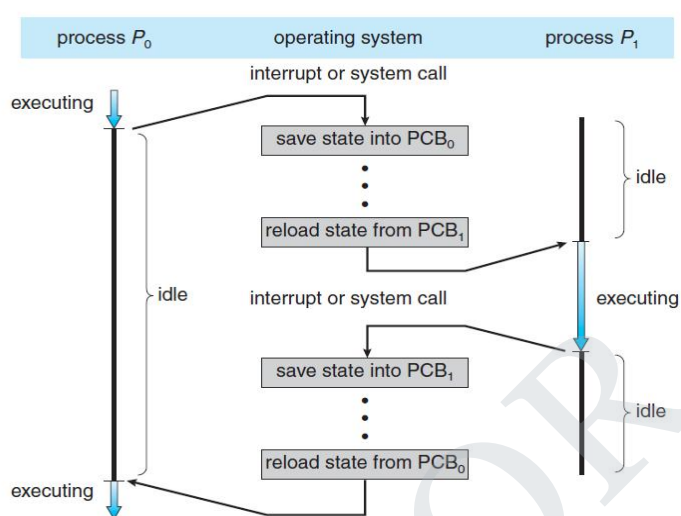 process P₀ operating system process P₁
interrupt or system call
executing
save state into PCB₀
idle
reload state from PCB₁
idle
interrupt or system call
executing
save state into PCB₁
idle
reload state from PCB₀
executing